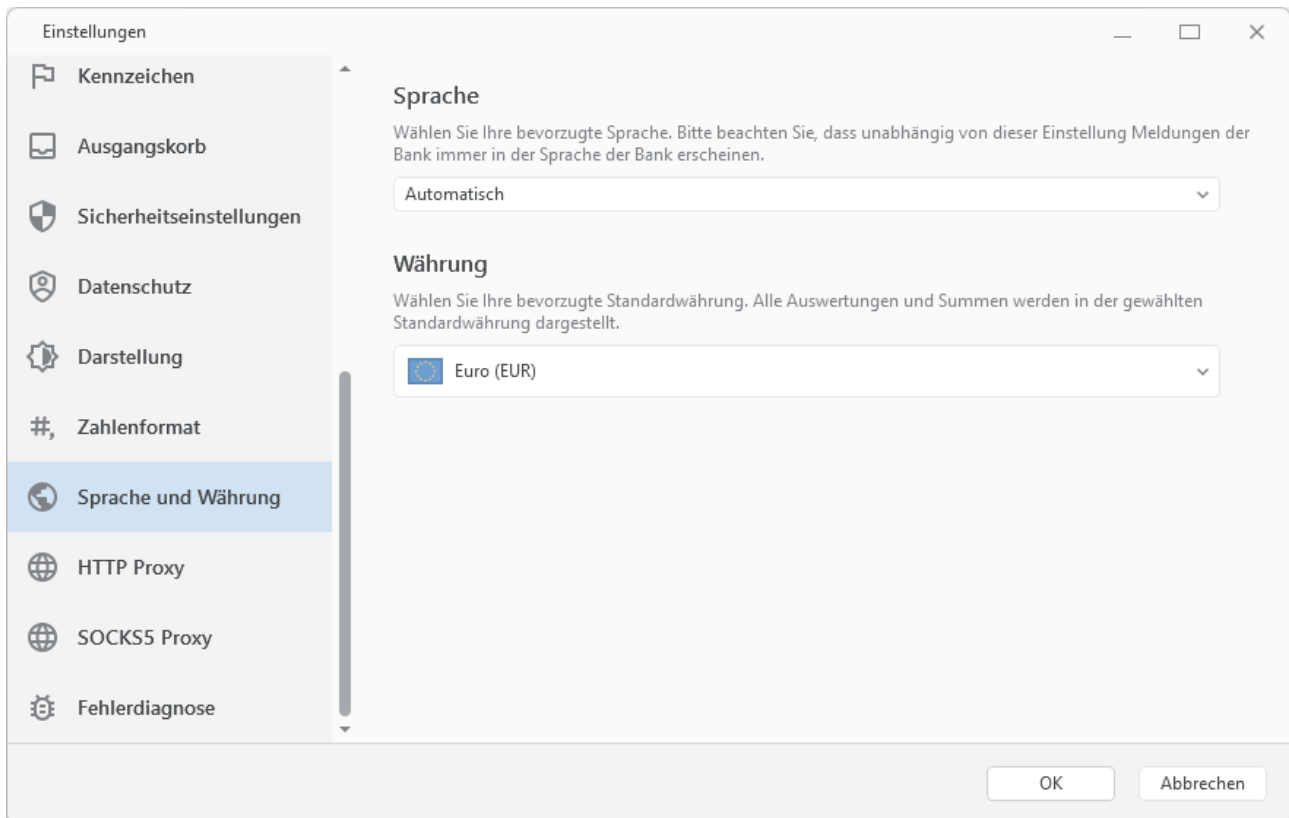 Einstellungen
Kennzeichen
Ausgangskorb
Sicherheitseinstellungen
Datenschutz
Darstellung
Zahlenformat
Sprache und Währung
HTTP Proxy
SOCKS5 Proxy
Fehlerdiagnose
Sprache
Wählen Sie Ihre bevorzugte Sprache. Bitte beachten Sie, dass unabhängig von dieser Einstellung Meldungen der
Bank immer in der Sprache der Bank erscheinen.
Automatisch
Währung
Wählen Sie Ihre bevorzugte Standardwährung. Alle Auswertungen und Summen werden in der gewählten
Standardwährung dargestellt.
Euro (EUR)
OK
Abbrechen